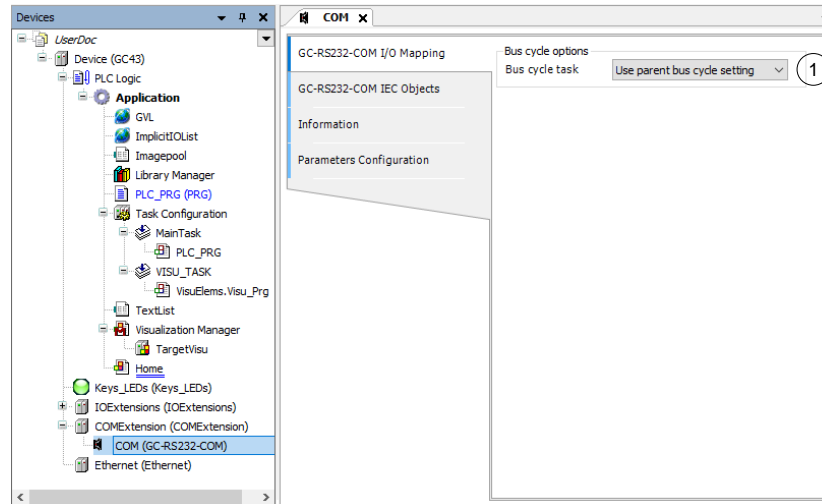 Devices
UserDoc
Device (GC43)
PLC Logic
Application
GVL
ImplicitIOList
Imagepool
Library Manager
PLC_PRG (PRG)
Task Configuration
MainTask
PLC_PRG
VISU_TASK
VisuElems.Visu_Prg
TextList
Visualization Manager
TargetVisu
Home
Keys_LEDs (Keys_LEDs)
IOExtensions (IOExtensions)
COMExtension (COMExtension)
COM (GC-RS232-COM)
Ethernet (Ethernet)
COM
GC-RS232-COM I/O Mapping
GC-RS232-COM IEC Objects
Information
Parameters Configuration
Bus cycle options
Bus cycle task Use parent bus cycle setting 1